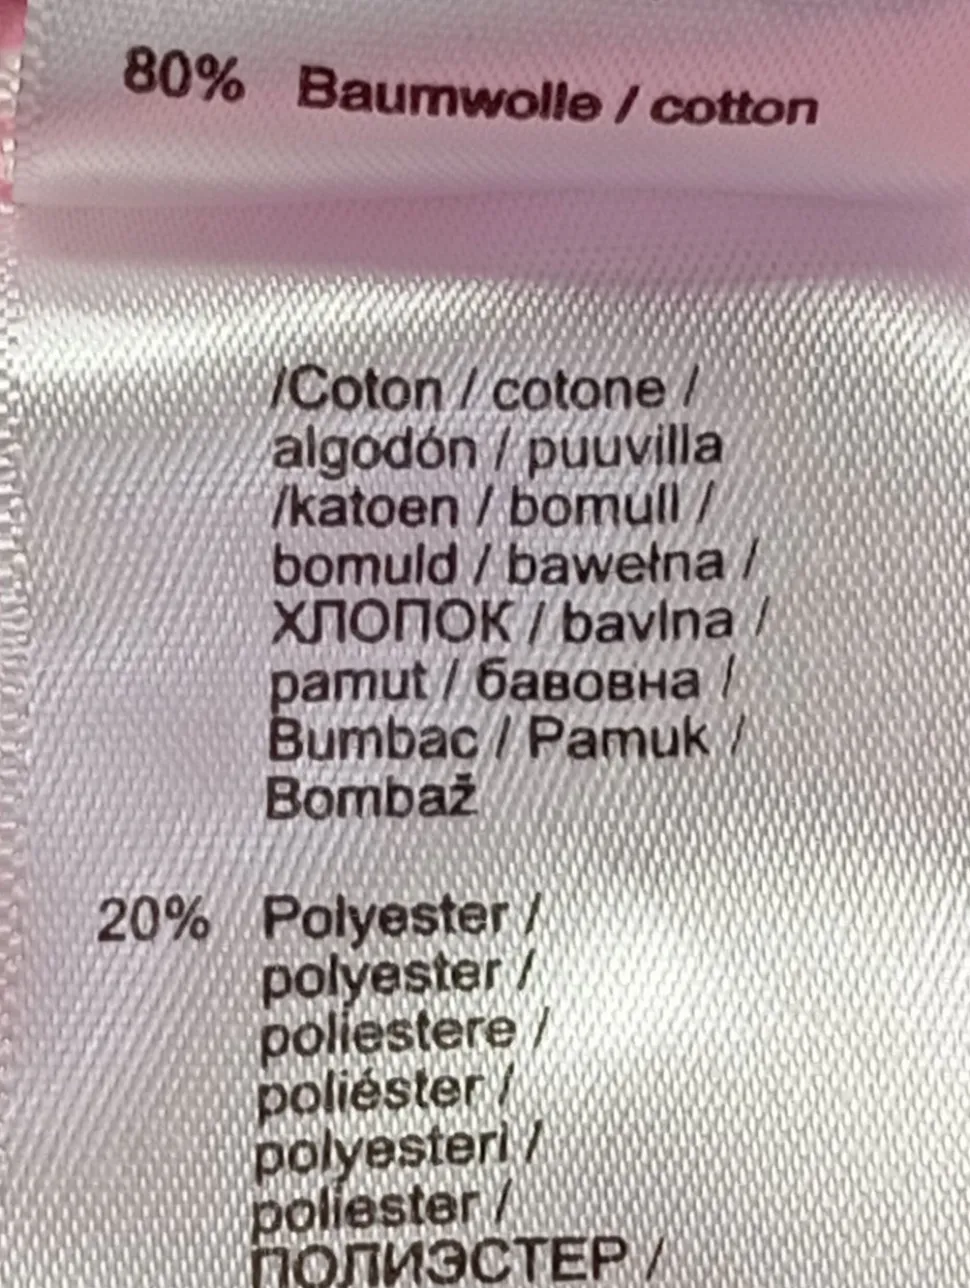 80% Baumwolle / cotton
/Coton / cotone /
algodón / puuvilla
/katoen / bomull /
bomuld / bawełna /
ХЛОПОК / bavlna /
pamut / бавовна /
Bumbac / Pamuk /
Bombaž
20% Polyester /
polyester /
poliestere /
poliéster /
polyesteri /
poliester /
ПОЛИЭСТЕР /